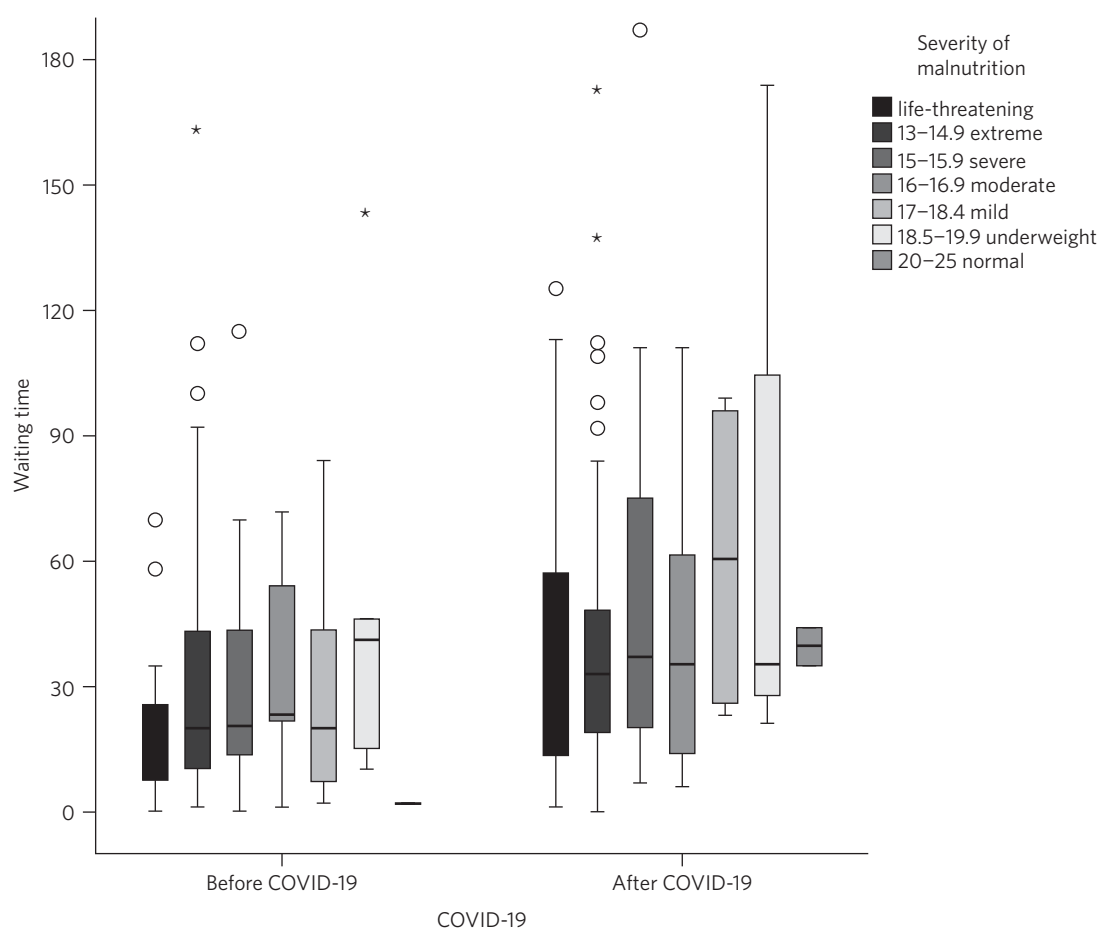 Severity of
malnutrition
life-threatening
13–14.9 extreme
15–15.9 severe
16–16.9 moderate
17–18.4 mild
18.5–19.9 underweight
20–25 normal
180
150
120
90
60
30
0
Waiting time
Before COVID-19
After COVID-19
COVID-19